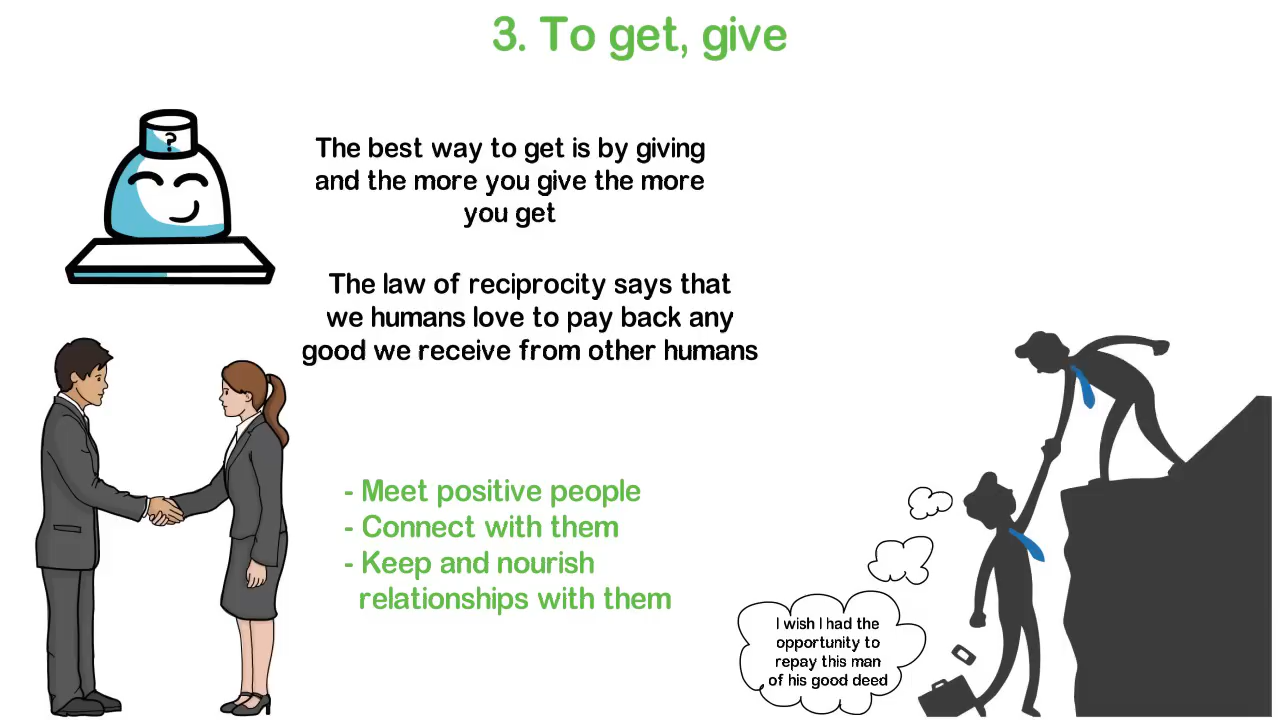 3. To get, give
?
The best way to get is by giving
and the more you give the more
you get
The law of reciprocity says that
we humans love to pay back any
good we receive from other humans
- Meet positive people
- Connect with them
- Keep and nourish
relationships with them
I wish I had the
opportunity to
repay this man
of his good deed